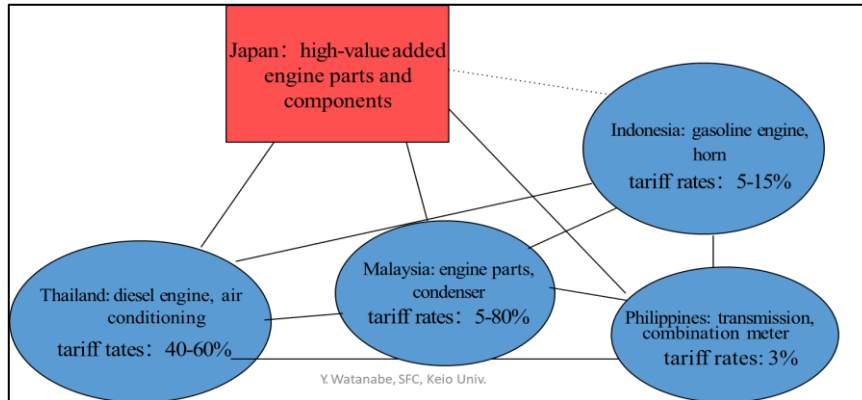 Japan: high-value added
engine parts and
components
Indonesia: gasoline engine,
horn
tariff rates: 5-15%
Thailand: diesel engine, air
conditioning
tariff tates: 40-60%
Malaysia: engine parts,
condenser
tariff rates: 5-80%
Philippines: transmission,
combination meter
tariff rates: 3%
Y. Watanabe, SFC, Keio Univ.